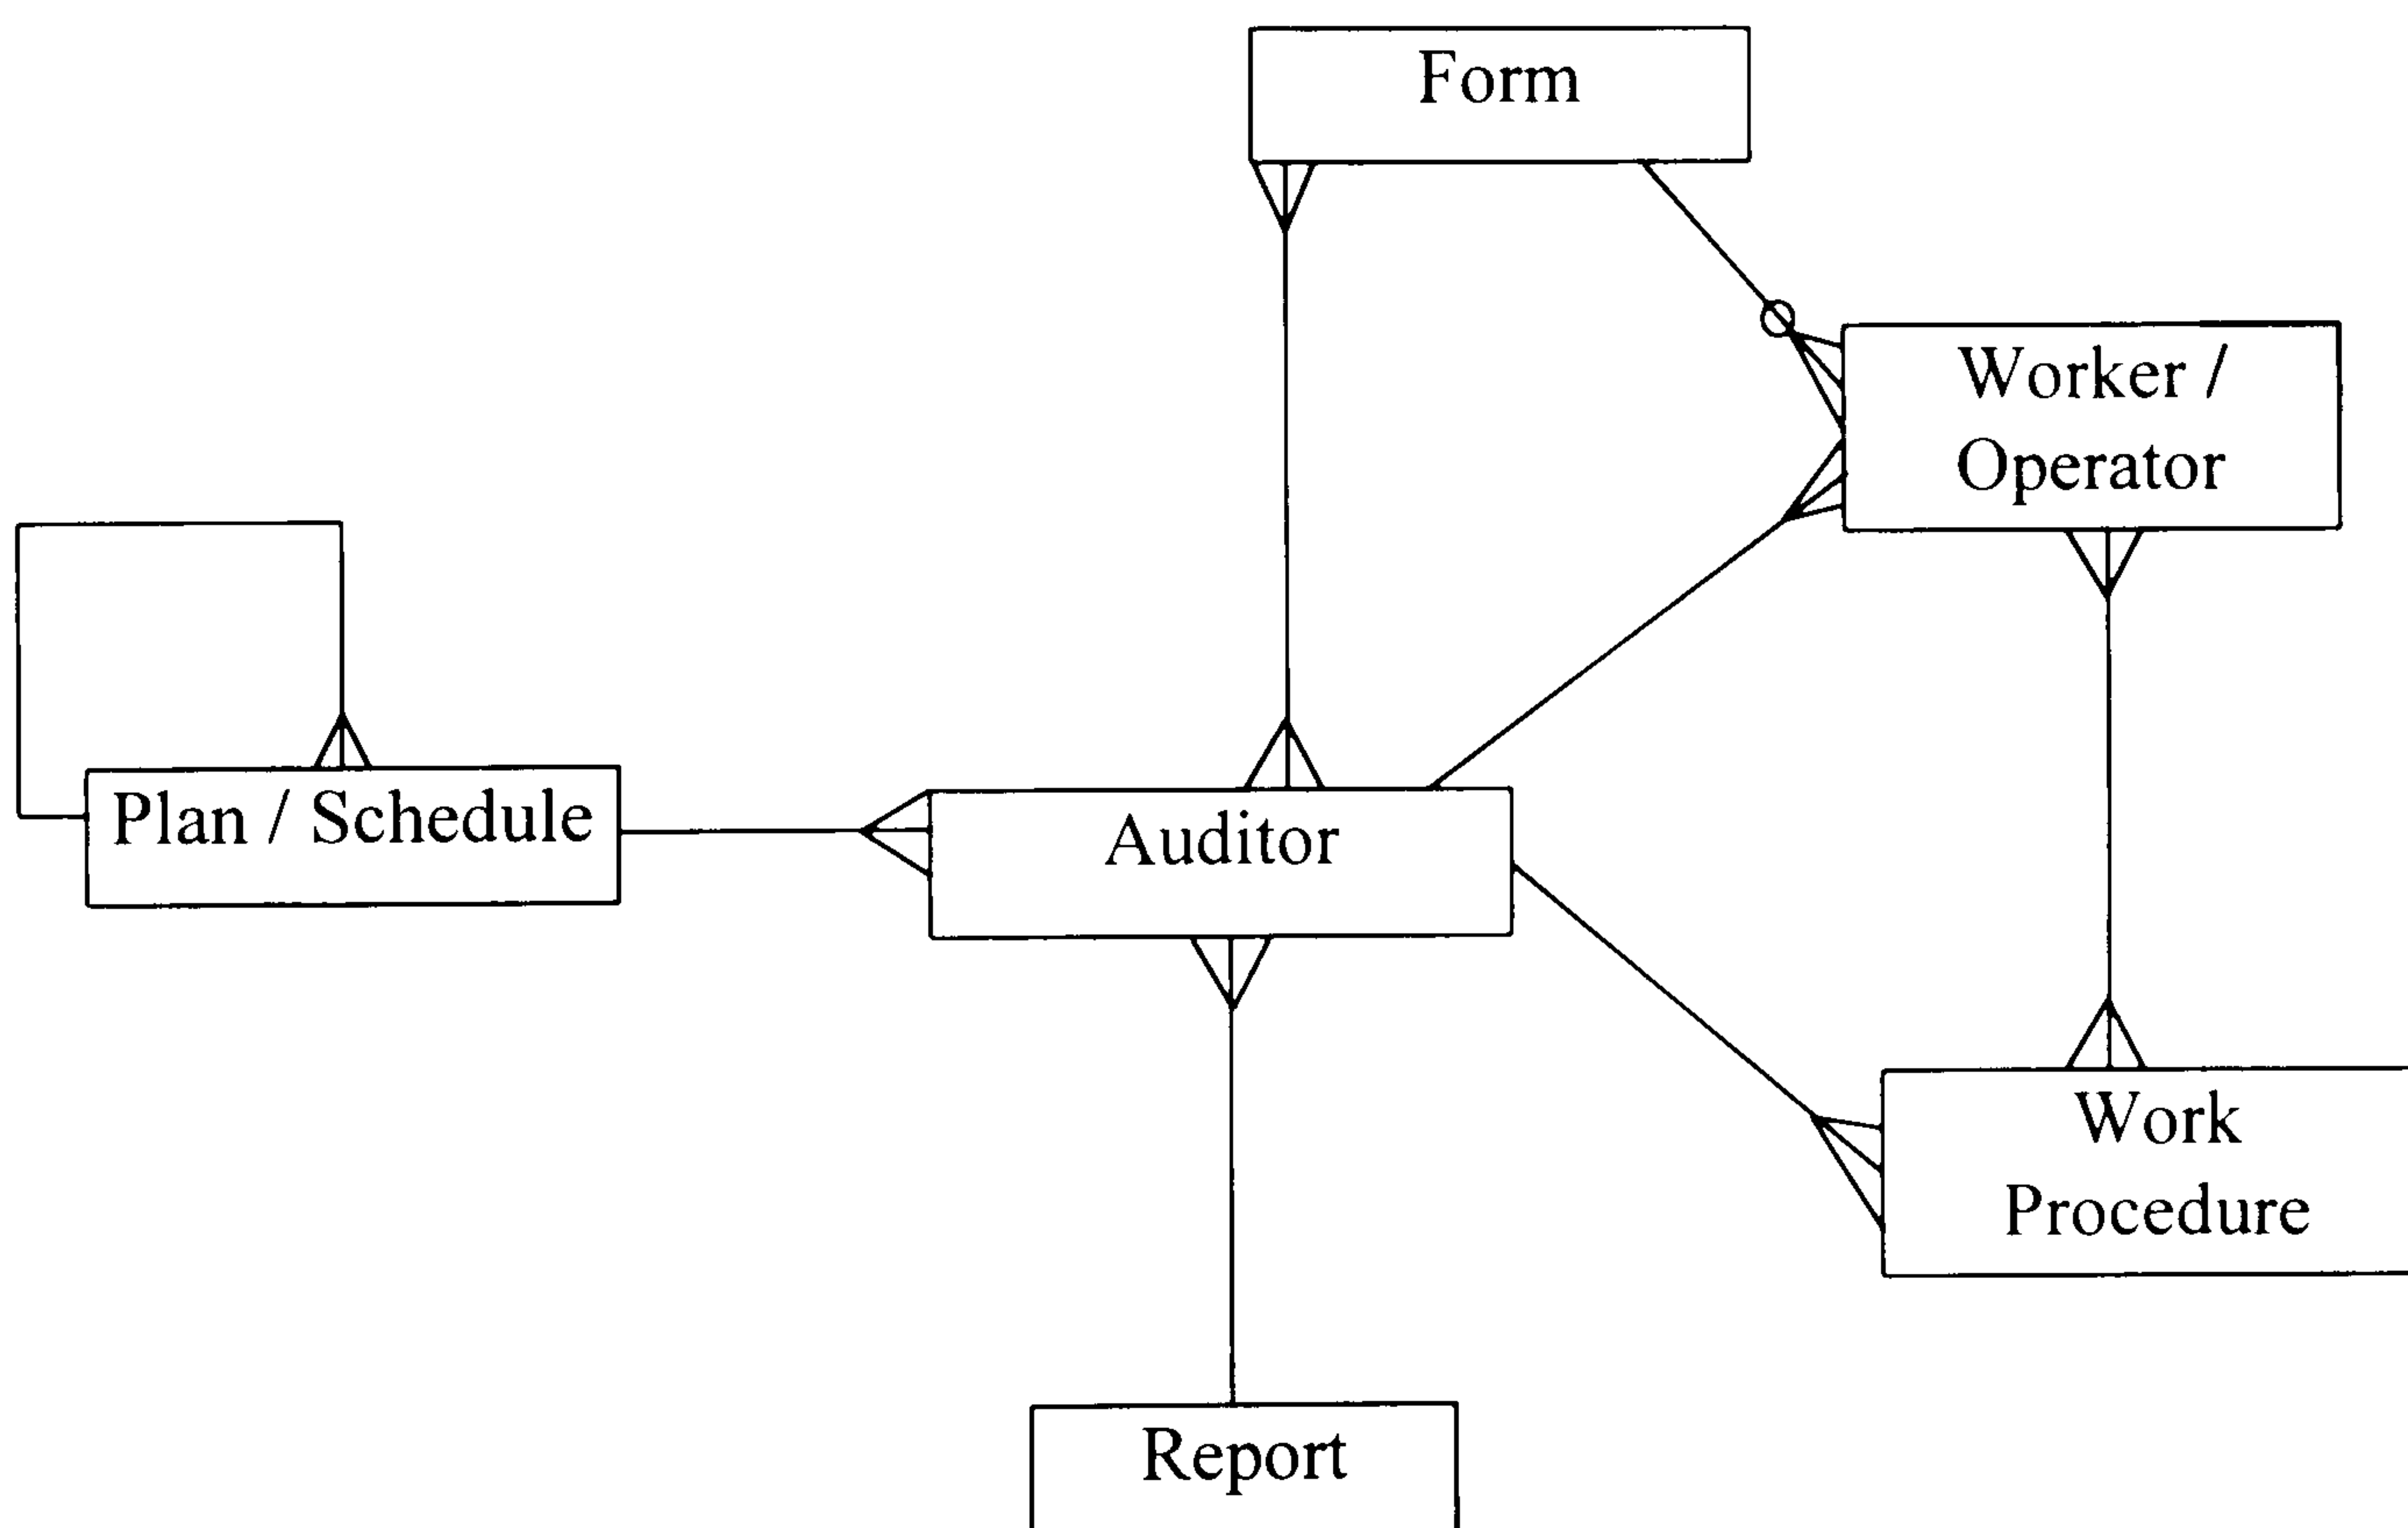 Form
Worker /
Operator
Plan / Schedule
Auditor
Work
Procedure
Report